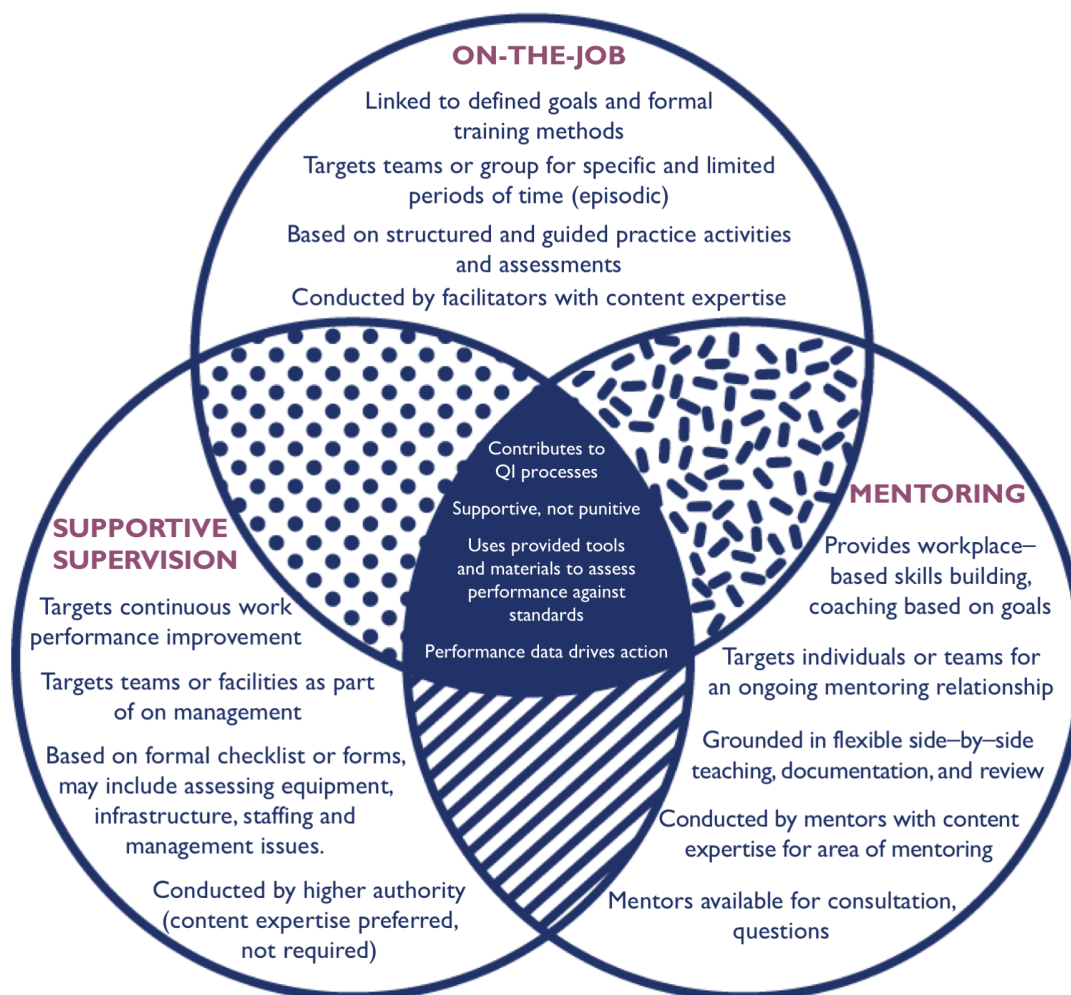 ON-THE-JOB
Linked to defined goals and formal
training methods
Targets teams or group for specific and limited
periods of time (episodic)
Based on structured and guided practice activities
and assessments
Conducted by facilitators with content expertise
Contributes to
QI processes
Supportive, not punitive
Uses provided tools
and materials to assess
performance against
standards
Performance data drives action
SUPPORTIVE
SUPERVISION
Targets continuous work
performance improvement
Targets teams or facilities as part
of on management
Based on formal checklist or forms,
may include assessing equipment,
infrastructure, staffing and
management issues.
Conducted by higher authority
(content expertise preferred,
not required)
MENTORING
Provides workplace–
based skills building,
coaching based on goals
Targets individuals or teams for
an ongoing mentoring relationship
Grounded in flexible side–by–side
teaching, documentation, and review
Conducted by mentors with content
expertise for area of mentoring
Mentors available for consultation,
questions